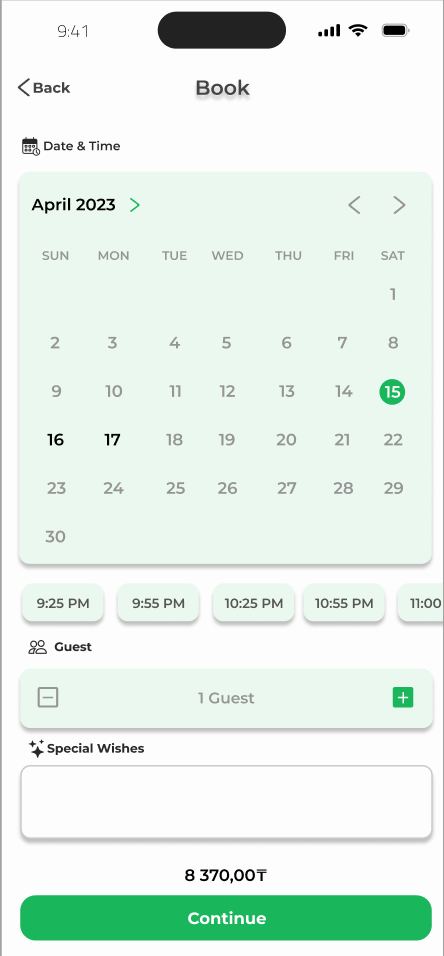 9:41
Back
Book
Date & Time
April 2023
SUN MON TUE WED THU FRI SAT
1
2 3 4 5 6 7 8
9 10 11 12 13 14 15
16 17 18 19 20 21 22
23 24 25 26 27 28 29
30
9:25 PM 9:55 PM 10:25 PM 10:55 PM 11:00
Guest
1 Guest
Special Wishes
8 370,00₸
Continue